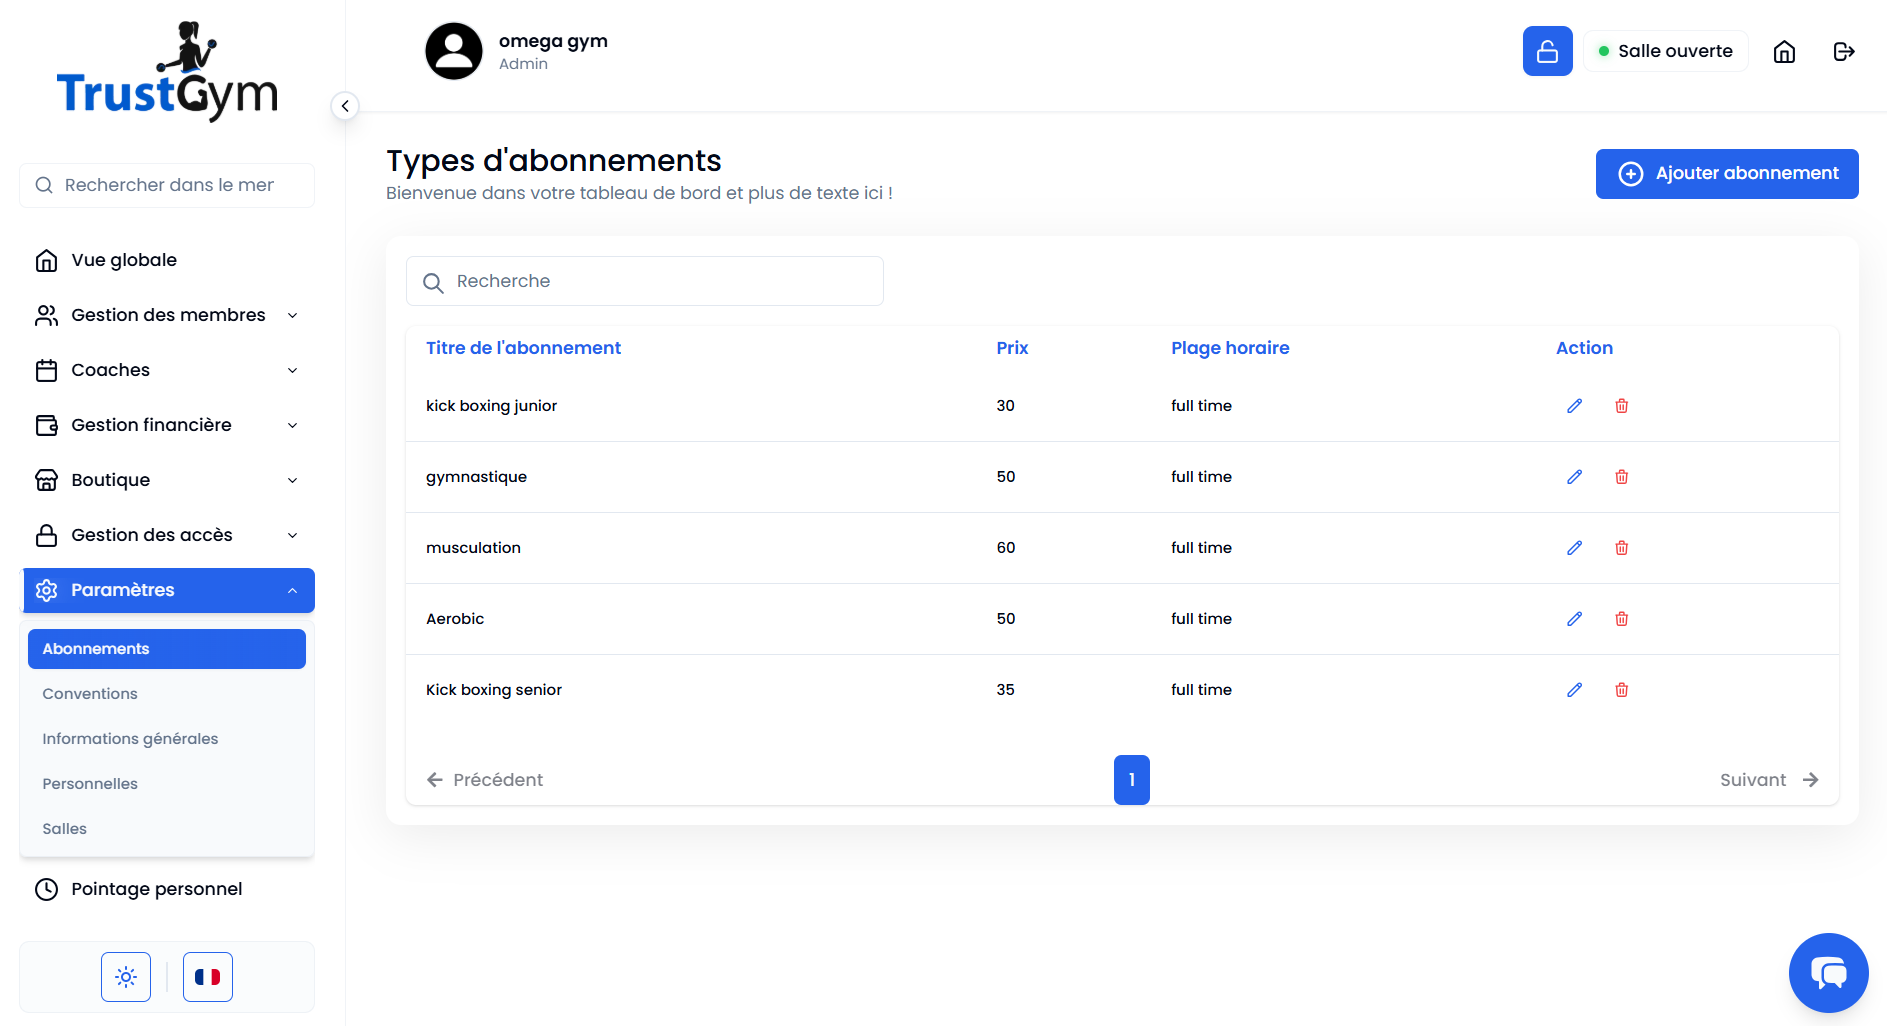 TrustGym
Rechercher dans le mer
Vue globale
Gestion des membres
Coaches
Gestion financière
Boutique
Gestion des accès
Paramètres
Abonnements
Conventions
Informations générales
Personnelles
Salles
Pointage personnel
omega gym
Admin
Salle ouverte
Types d'abonnements
Bienvenue dans votre tableau de bord et plus de texte ici !
Ajouter abonnement
Recherche
Titre de l'abonnement Prix Plage horaire Action
kick boxing junior 30 full time
gymnastique 50 full time
musculation 60 full time
Aerobic 50 full time
Kick boxing senior 35 full time
Précédent 1 Suivant